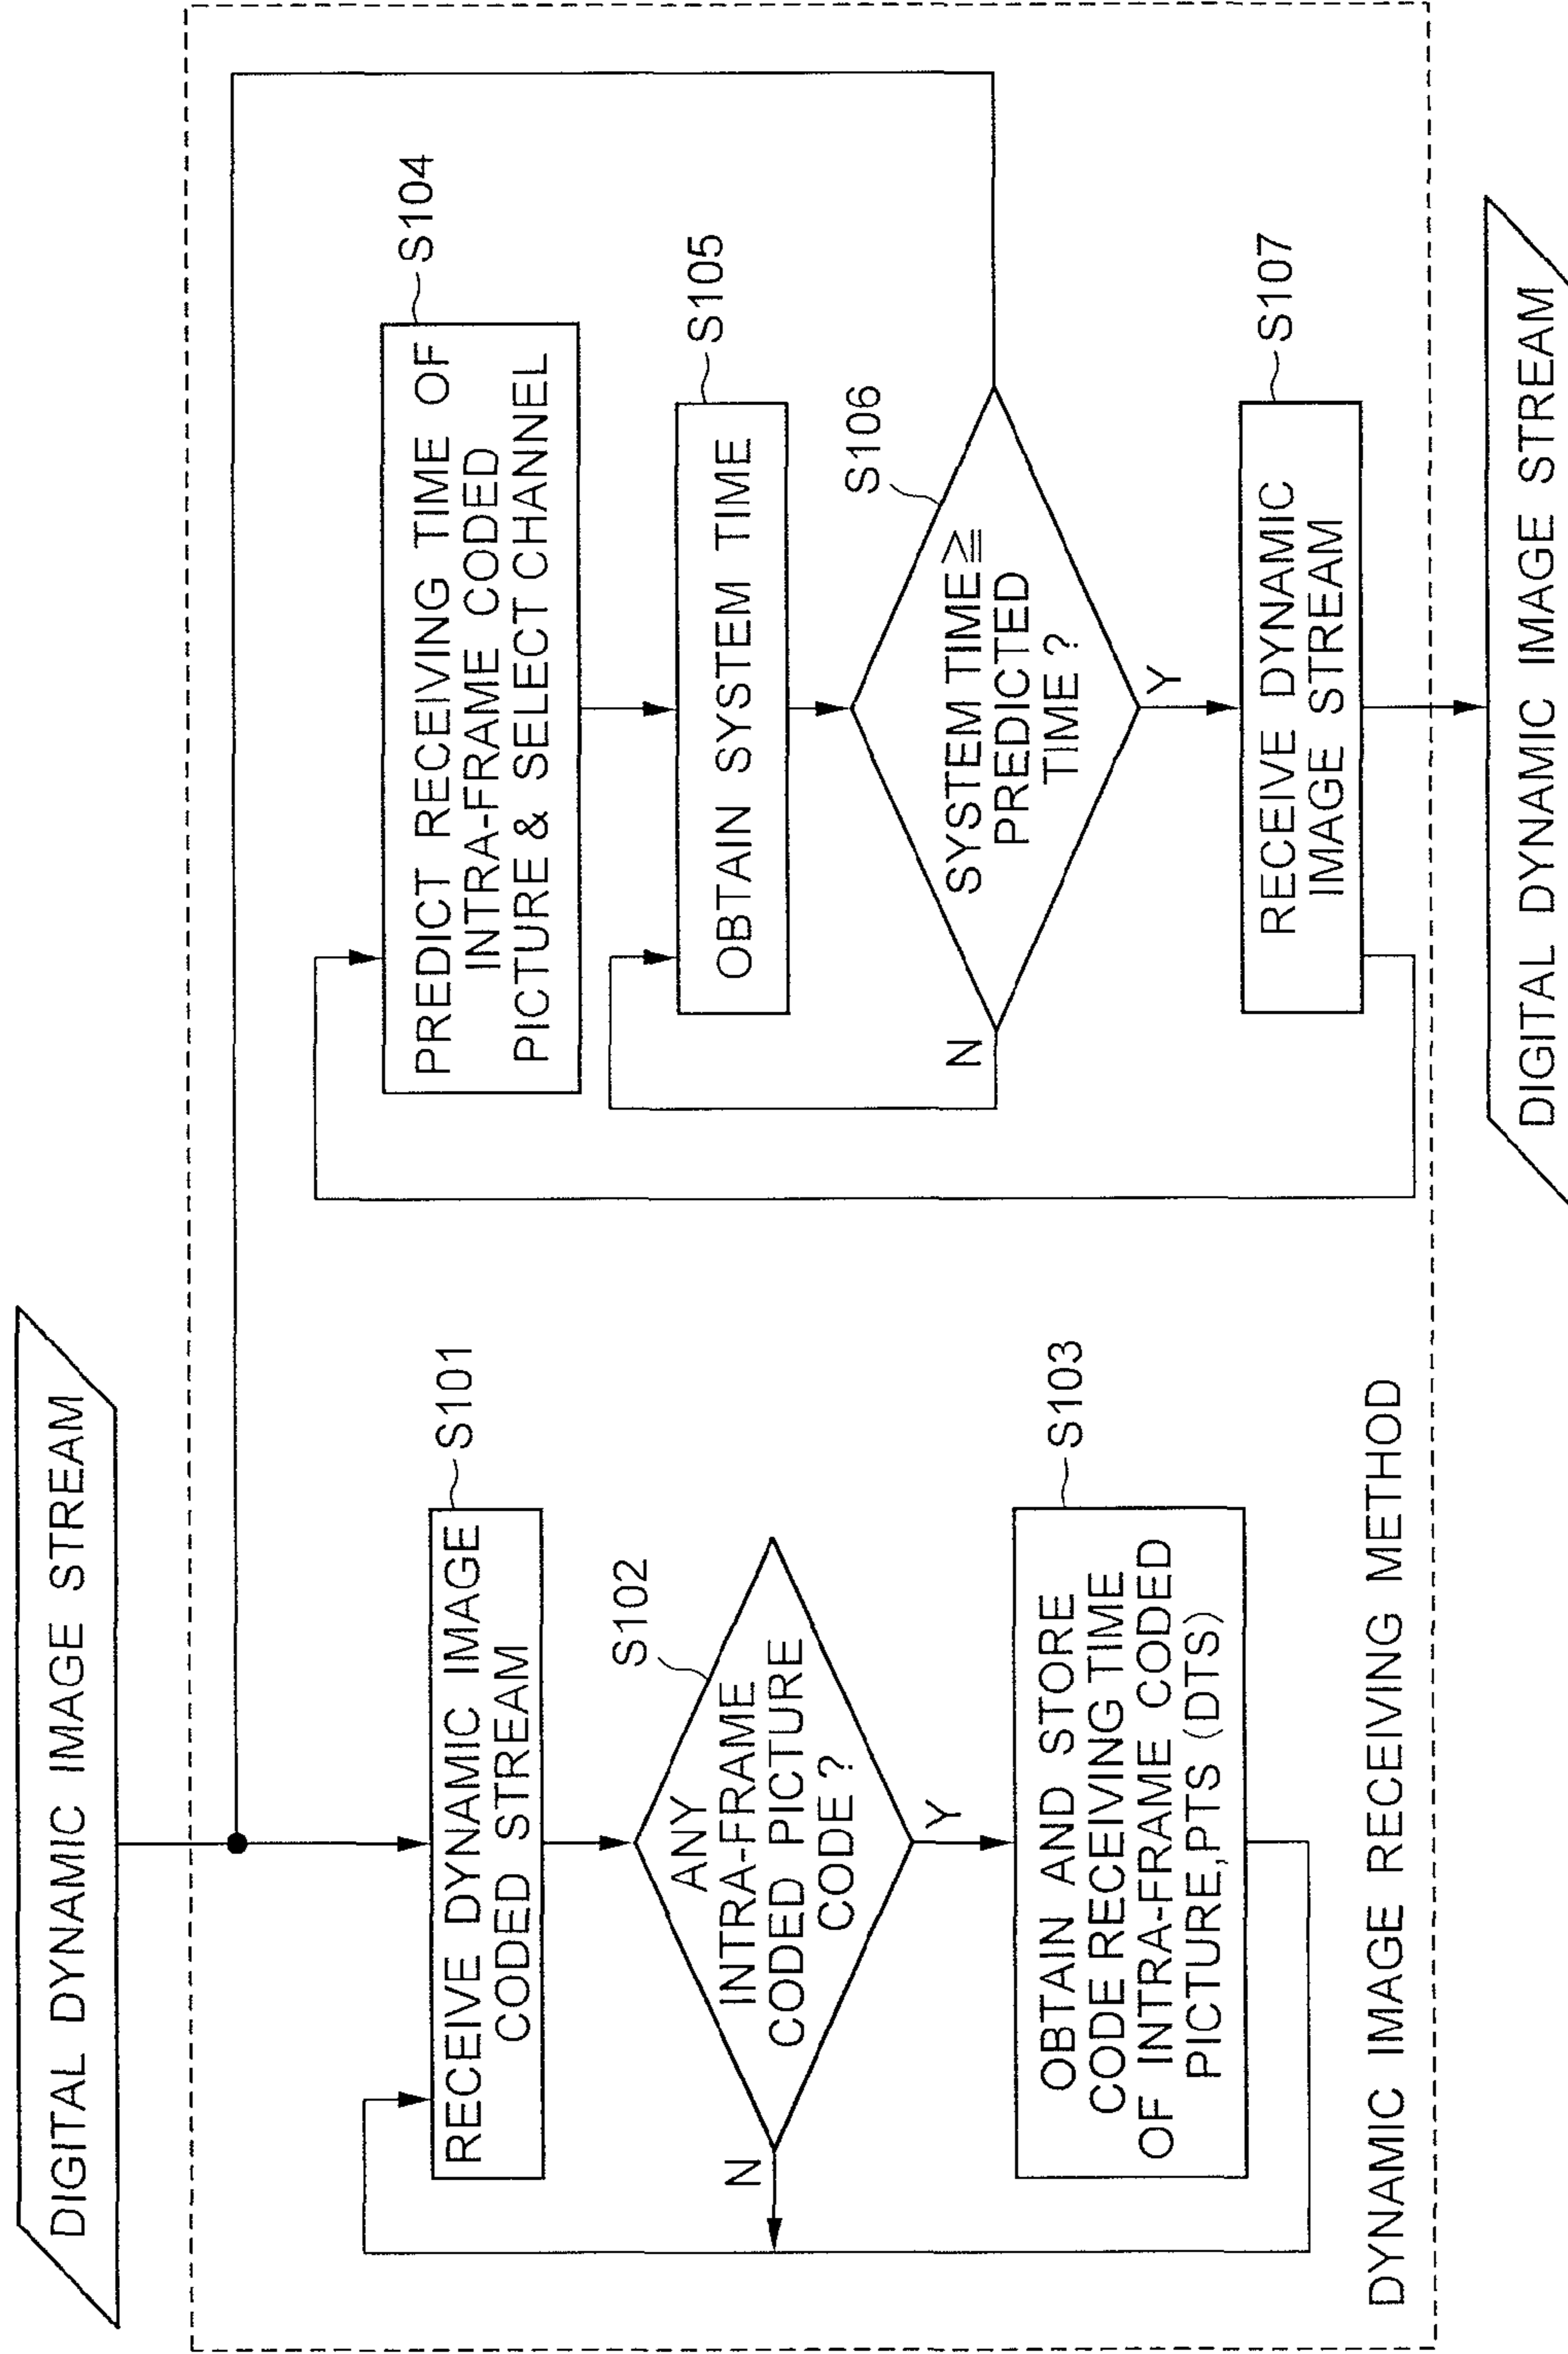 DIGITAL DYNAMIC IMAGE STREAM
RECEIVE DYNAMIC IMAGE
CODED STREAM
S101
ANY
INTRA-FRAME
CODED PICTURE
CODE?
S102
N
Y
OBTAIN AND STORE
CODE RECEIVING TIME
OF INTRA-FRAME CODED
PICTURE,PTS (DTS)
S103
DYNAMIC IMAGE RECEIVING METHOD
PREDICT RECEIVING TIME OF
INTRA-FRAME CODED
PICTURE & SELECT CHANNEL
S104
OBTAIN SYSTEM TIME
S105
SYSTEM TIME≧
PREDICTED
TIME?
S106
N
Y
RECEIVE DYNAMIC
IMAGE STREAM
S107
DIGITAL DYNAMIC IMAGE STREAM